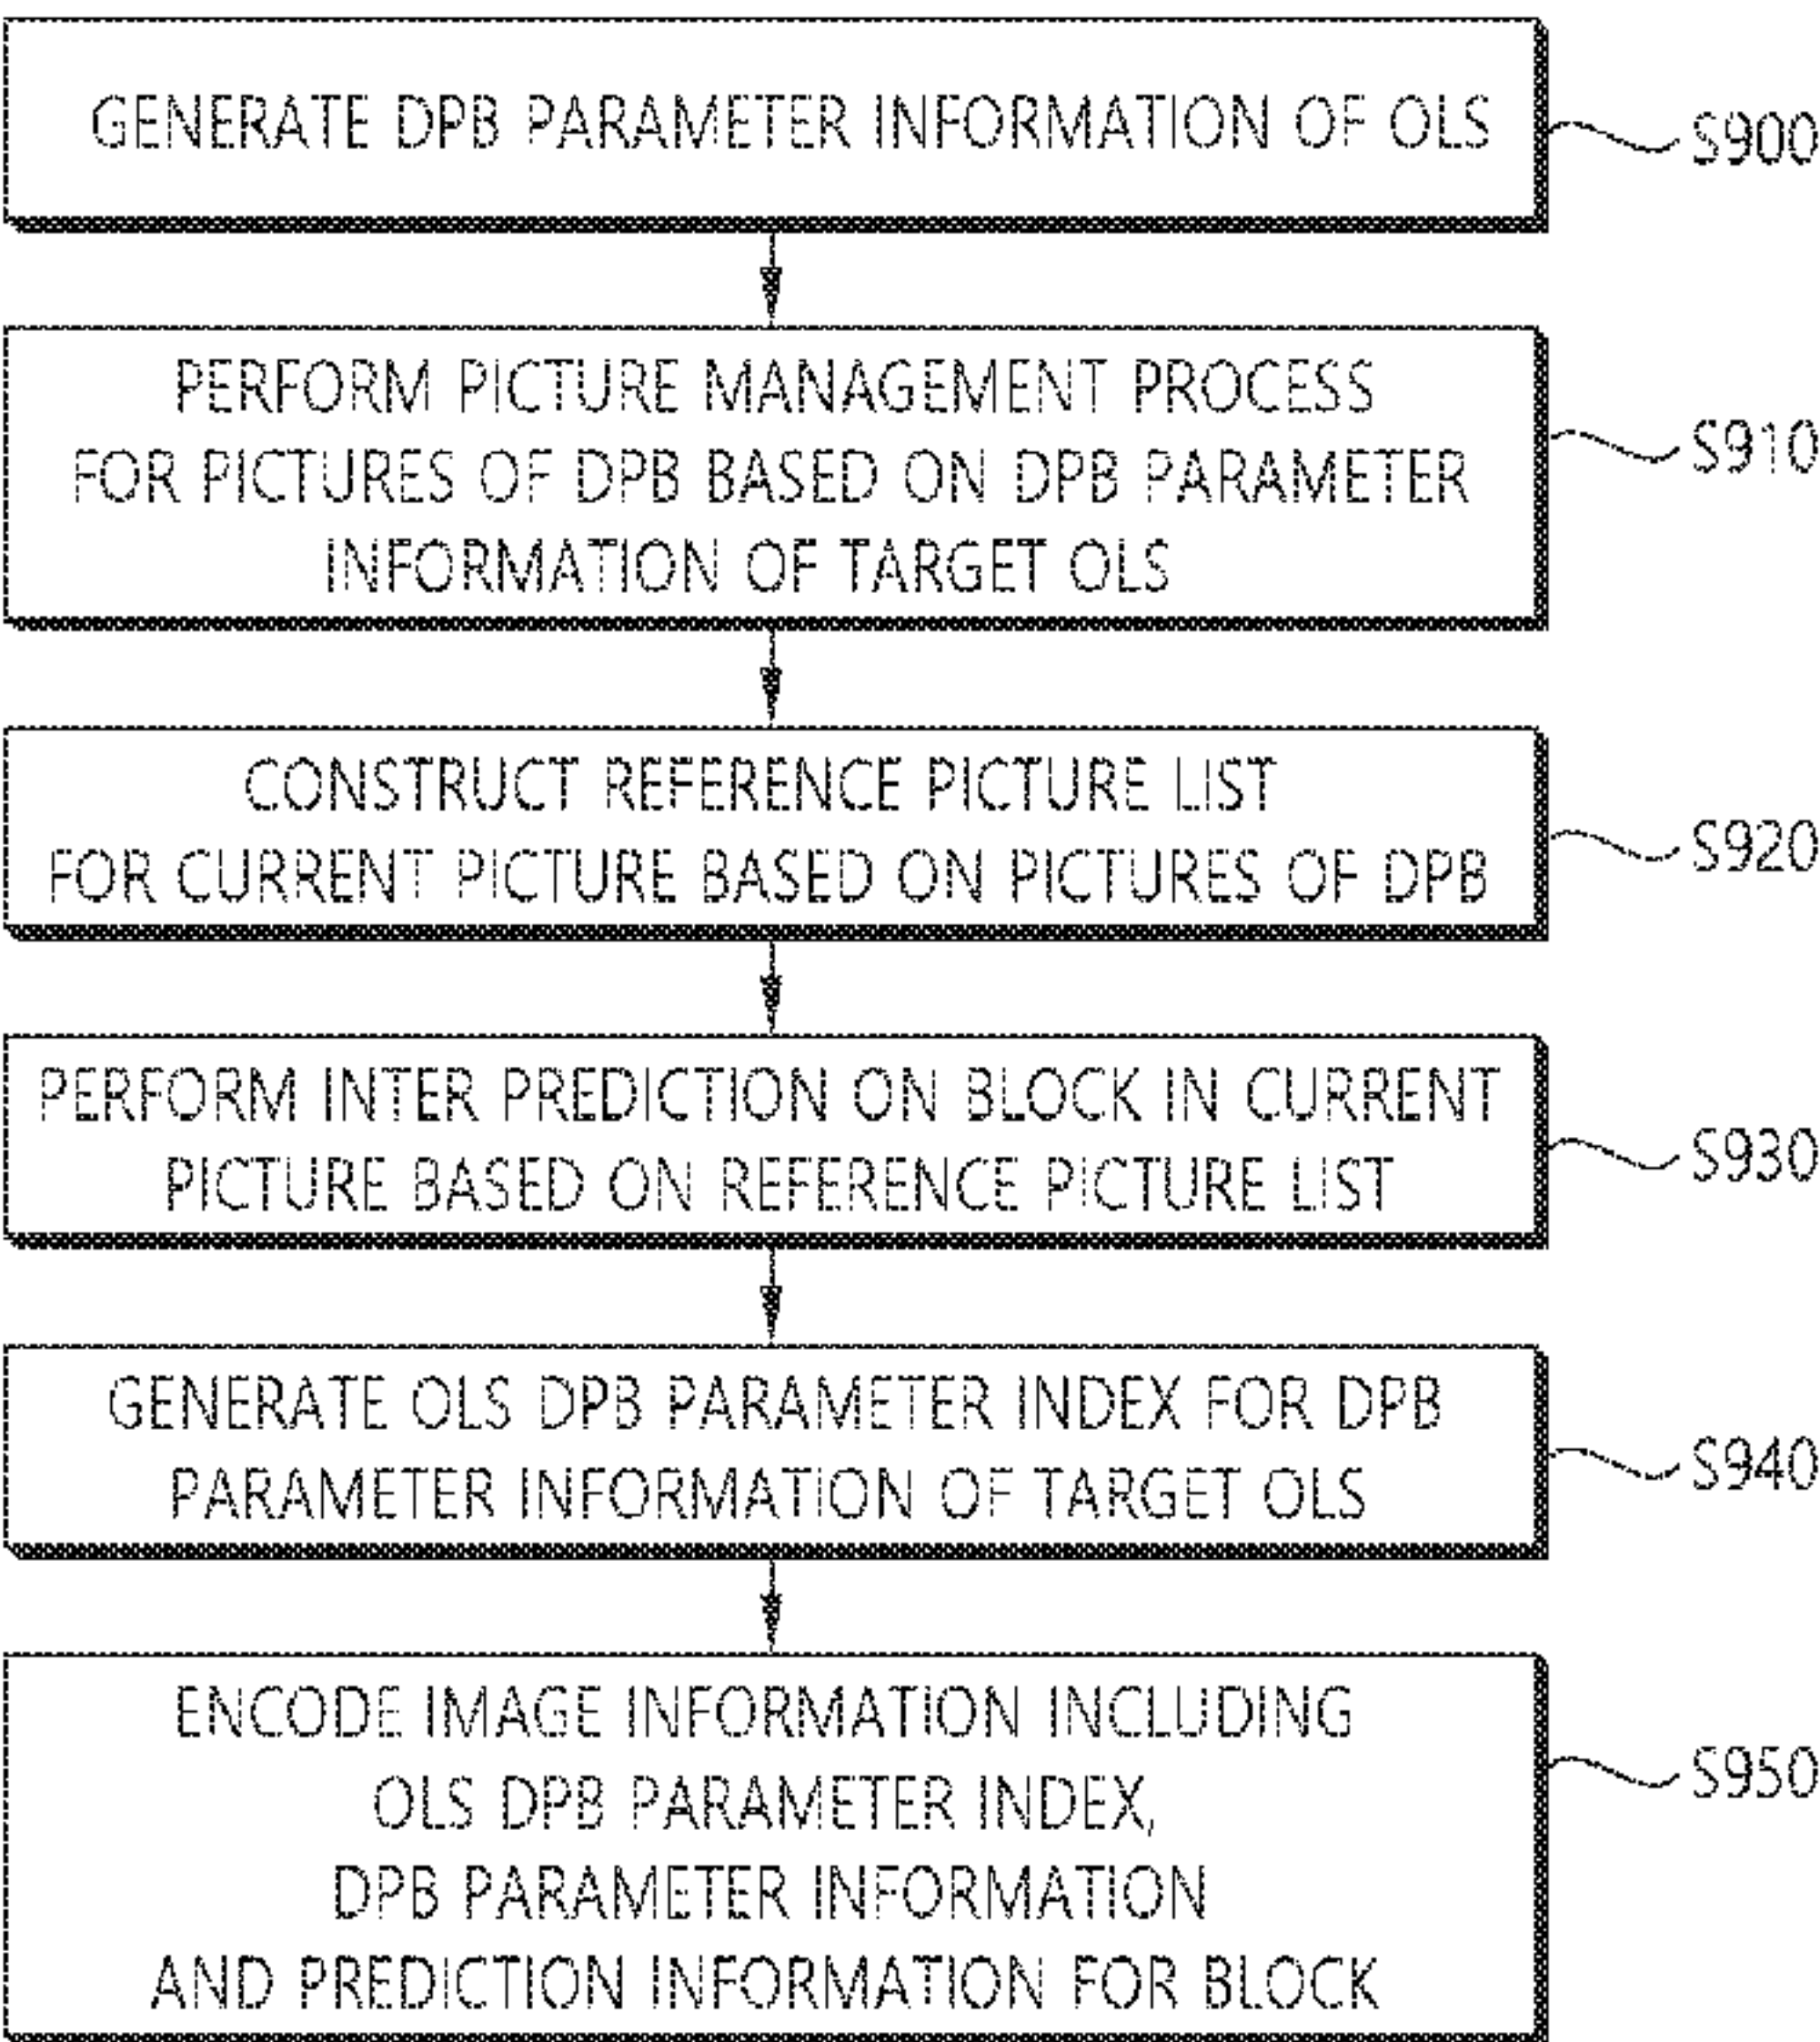 GENERATE DPB PARAMETER INFORMATION OF OLS
S900
PERFORM PICTURE MANAGEMENT PROCESS
FOR PICTURES OF DPB BASED ON DPB PARAMETER
INFORMATION OF TARGET OLS
S910
CONSTRUCT REFERENCE PICTURE LIST
FOR CURRENT PICTURE BASED ON PICTURES OF DPB
S920
PERFORM INTER PREDICTION ON BLOCK IN CURRENT
PICTURE BASED ON REFERENCE PICTURE LIST
S930
GENERATE OLS DPB PARAMETER INDEX FOR DPB
PARAMETER INFORMATION OF TARGET OLS
S940
ENCODE IMAGE INFORMATION INCLUDING
OLS DPB PARAMETER INDEX,
DPB PARAMETER INFORMATION
AND PREDICTION INFORMATION FOR BLOCK
S950